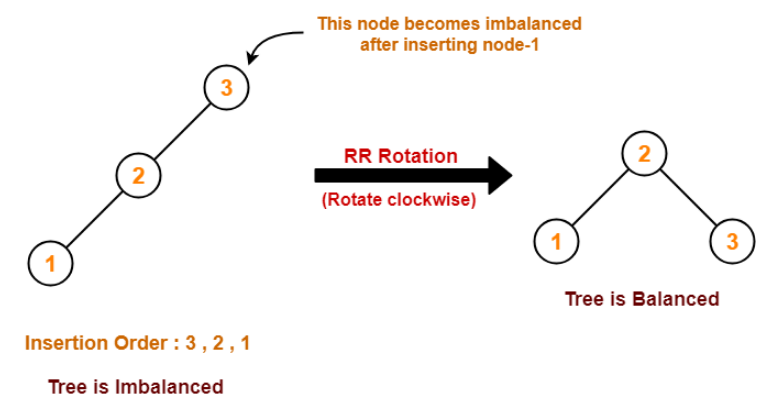 This node becomes imbalanced
after inserting node-1
3
2
1
RR Rotation
(Rotate clockwise)
2
1
3
Tree is Balanced
Insertion Order : 3 , 2 , 1
Tree is Imbalanced